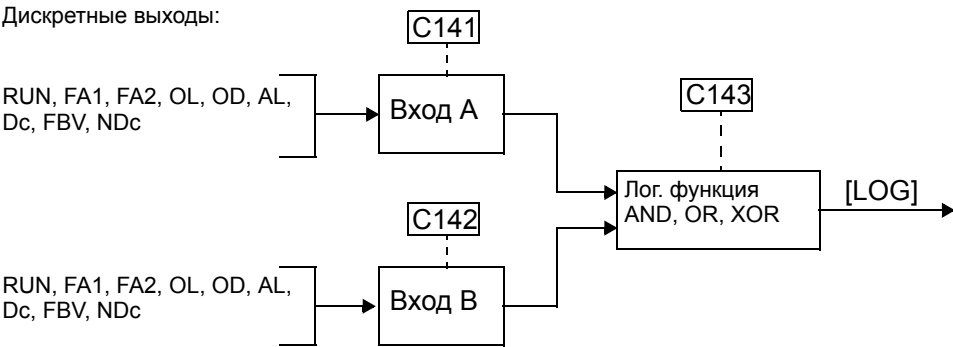 Дискретные выходы:
C141
RUN, FA1, FA2, OL, OD, AL,
Dc, FBV, NDc
Вход A
C143
Лог. функция
AND, OR, XOR
[LOG]
C142
RUN, FA1, FA2, OL, OD, AL,
Dc, FBV, NDc
Вход B